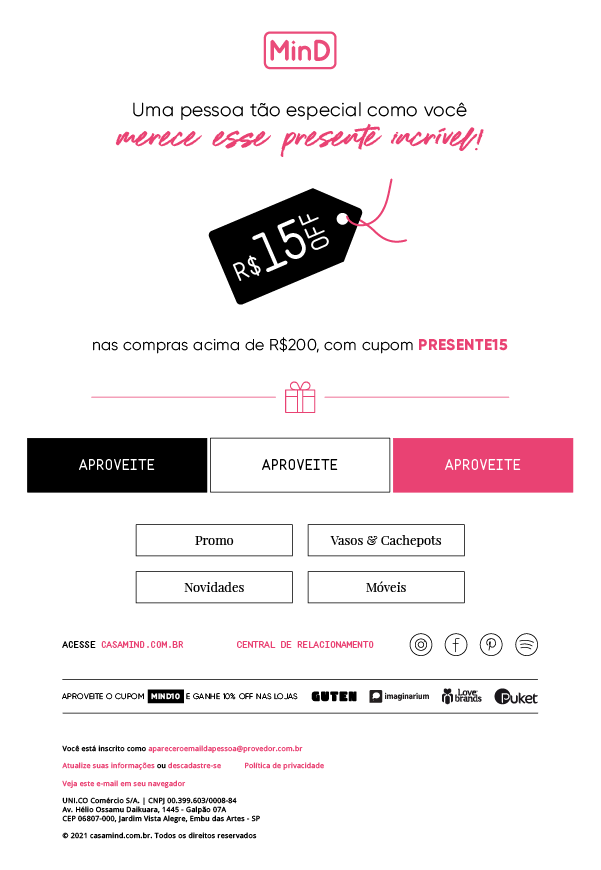 MinD
Uma pessoa tão especial como você
merece esse presente incrível!
R$15 OFF
nas compras acima de R$200, com cupom PRESENTE15
APROVEITE APROVEITE APROVEITE
Promo Vasos & Cachepots
Novidades Móveis
ACESSE CASAMIND.COM.BR CENTRAL DE RELACIONAMENTO
APROVEITE O CUPOM MIND10 E GANHE 10% OFF NAS LOJAS GUTEN imaginarium Love brands Puket
Você está inscrito como apareceroemaildapessoa@provedor.com.br
Atualize suas informações ou descadastre-se Política de privacidade
Veja este e-mail em seu navegador
UNI.CO Comércio S/A. | CNPJ 00.399.603/0008-84
Av. Hélio Ossamu Daikuara, 1445 - Galpão 07A
CEP 06807-000, Jardim Vista Alegre, Embu das Artes - SP
© 2021 casamind.com.br. Todos os direitos reservados